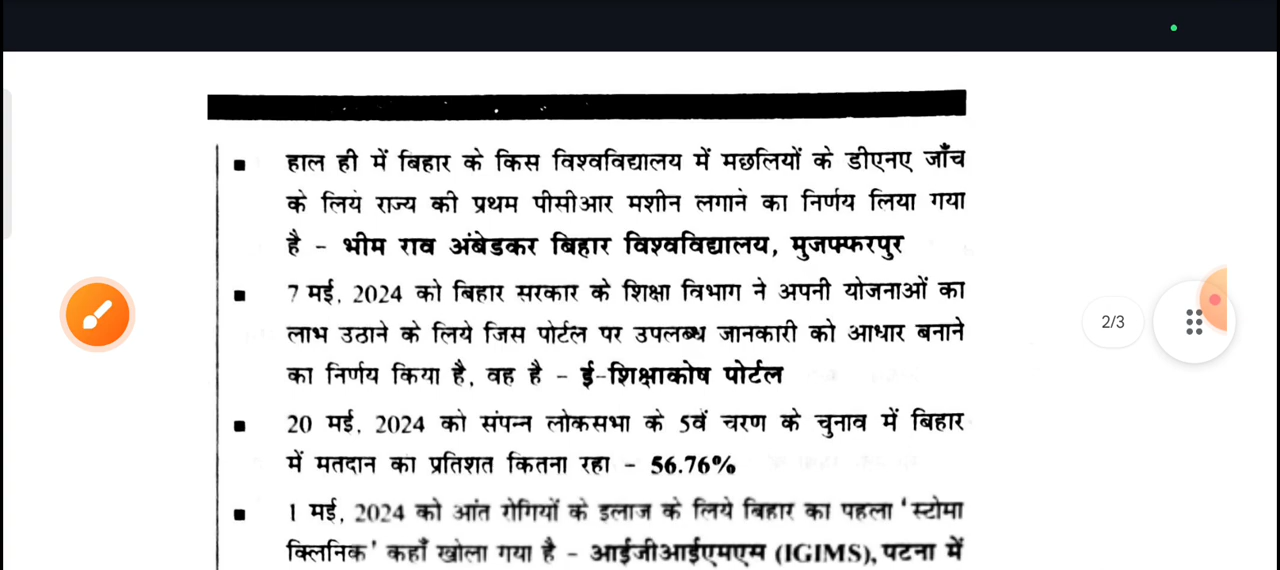 ■ हाल ही में बिहार के किस विश्वविद्यालय में मछलियों के डीएनए जाँच
के लिये राज्य की प्रथम पीसीआर मशीन लगाने का निर्णय लिया गया
है - भीम राव अंबेडकर बिहार विश्वविद्यालय, मुजफ्फरपुर
■ 7 मई, 2024 को बिहार सरकार के शिक्षा विभाग ने अपनी योजनाओं का
लाभ उठाने के लिये जिस पोर्टल पर उपलब्ध जानकारी को आधार बनाने
का निर्णय किया है, वह है - ई-शिक्षाकोष पोर्टल
2/3
■ 20 मई, 2024 को संपन्न लोकसभा के 5वें चरण के चुनाव में बिहार
में मतदान का प्रतिशत कितना रहा - 56.76%
■ 1 मई, 2024 को आंत रोगियों के इलाज के लिये बिहार का पहला 'स्टोमा
क्लिनिक' कहाँ खोला गया है - आईजीआईएमएस (IGIMS), पटना में